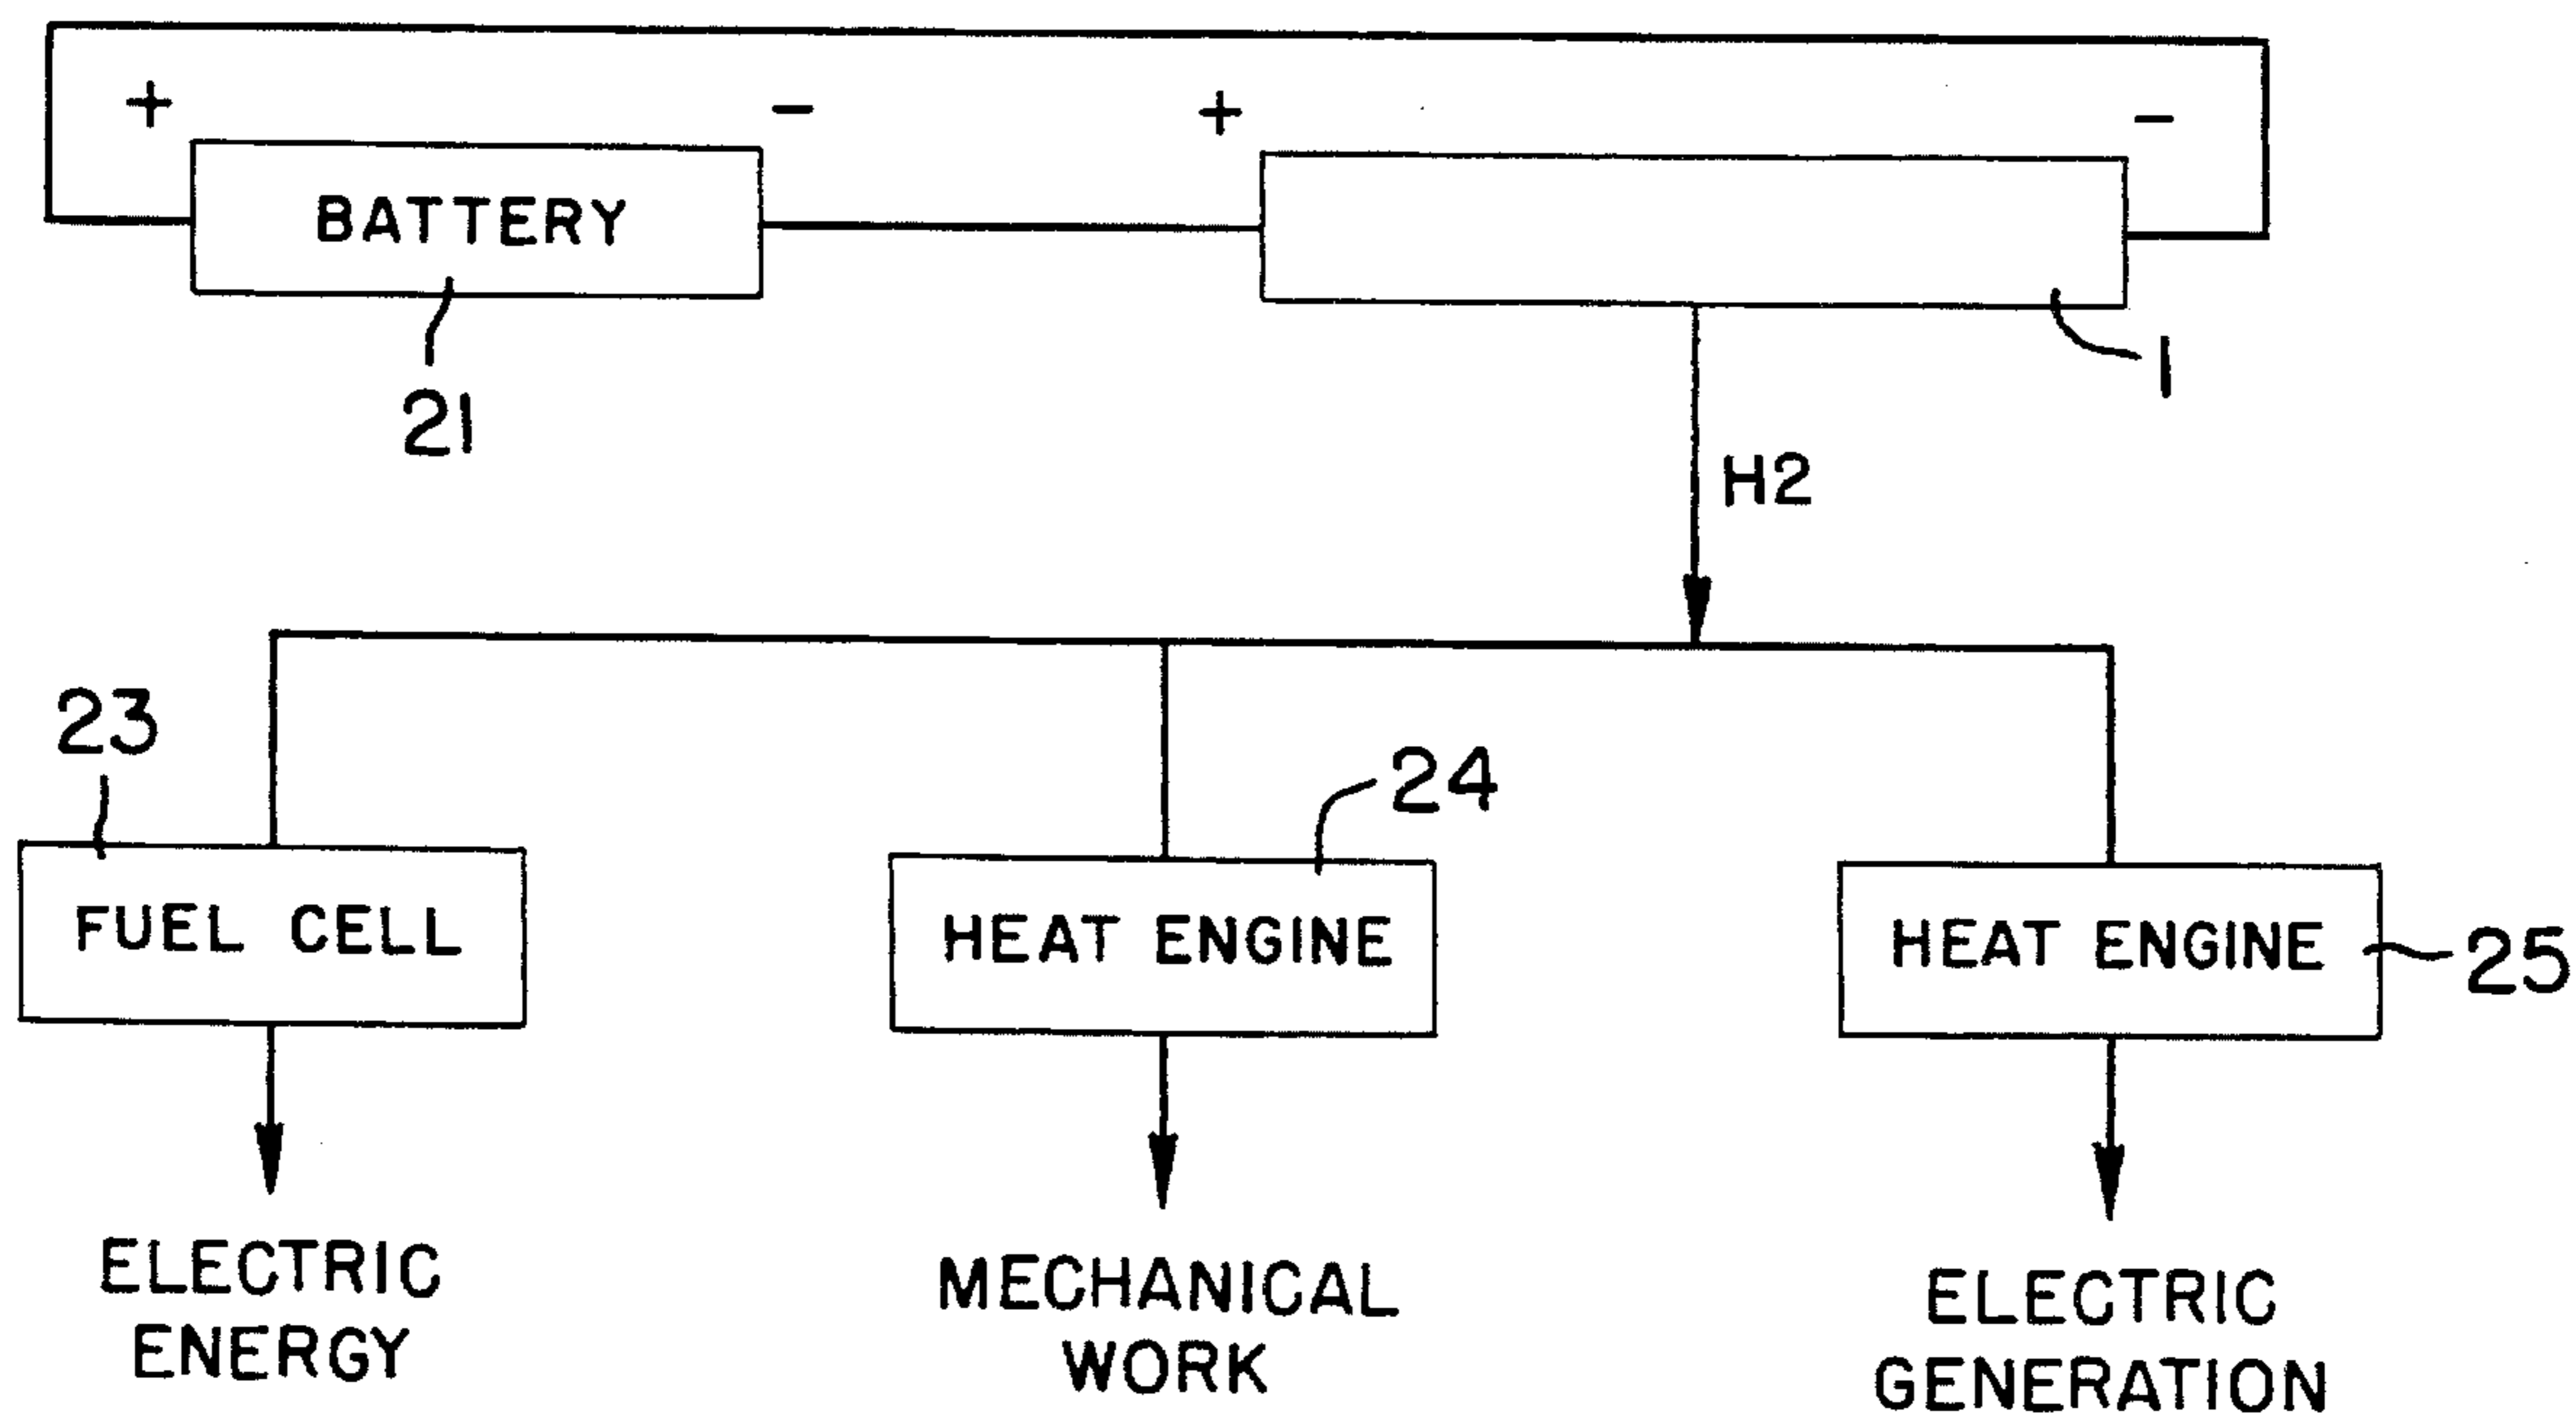 + - + -
BATTERY
21
1
H2
23
24
FUEL CELL
HEAT ENGINE
HEAT ENGINE
25
ELECTRIC
ENERGY
MECHANICAL
WORK
ELECTRIC
GENERATION